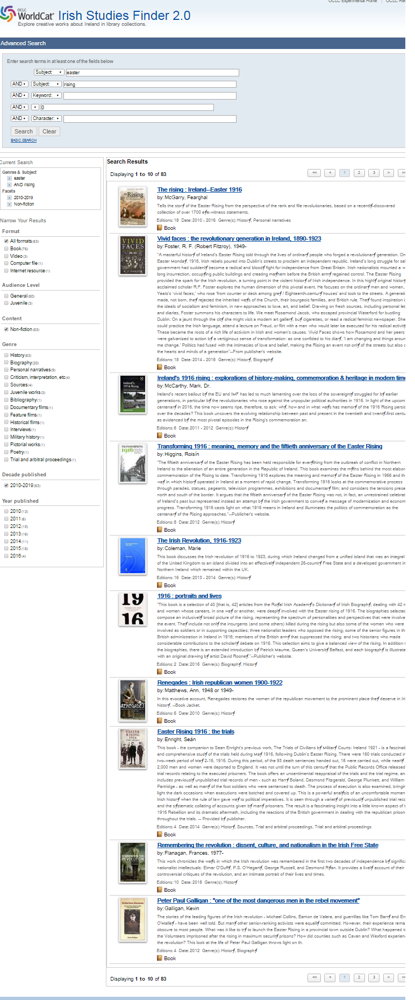 OCLC Experimental Home | OCLC
OCLC
WorldCat® Irish Studies Finder 2.0
Explore creative works about Ireland in library collections.
Advanced Search
Enter search terms in at least one of the fields below
Subject: easter
AND Subject: rising
AND Keyword:
AND 0
AND Character:
Search Clear
BASIC SEARCH
Current Search
Genres & Subject
x easter
x AND rising
Facets
x 2010-2019
x Non-fiction
Narrow Your Results
Format
All formats(83)
Book(78)
Video(3)
Computer file(1)
Internet resource(1)
Audience Level
General(80)
Juvenile(3)
Content
Non-fiction(83)
Genre
History(83)
Biography(20)
Personal narratives(9)
Criticism, interpretation, etc(4)
Sources(4)
Juvenile works(3)
Bibliography(1)
Documentary films(1)
Feature films(1)
Historical films(1)
Interviews(1)
Military history(1)
Pictorial works(1)
Poetry(1)
Trial and arbitral proceedings(1)
Decade published
2010-2019(83)
Year published
2010(13)
2011(6)
2012(15)
2013(16)
2014(11)
2015(18)
2016(4)
Search Results
Displaying 1 to 10 of 83
<< < 1 2 3 > >>
The rising : Ireland--Easter 1916
by: McGarry, Fearghal
Tells the story of the Easter Rising from the perspective of the rank and file revolutionaries, based on a recently-discovered
collection of over 1700 eye-witness statements.
Editions: 18 Date: 2010 - 2016 Genre(s): History, Personal narratives
Book
Vivid faces : the revolutionary generation in Ireland, 1890-1923
by: Foster, R. F. (Robert Fitzroy), 1949-
"A masterful history of Ireland's Easter Rising told through the lives of ordinary people who forged a revolutionary generation. On
Easter Monday, 1916, Irish rebels poured into Dublin's streets to proclaim an independent republic. Ireland's long struggle for
government had suddenly become a radical and bloody fight for independence from Great Britain. Irish nationalists mounted a
long insurrection, occupying public buildings and creating mayhem before the British army regained control. The Easter Rising
provided the spark for the Irish revolution, a turning point in the violent history of Irish independence. In this highly original history
acclaimed scholar R.F. Foster explores the human dimension of this pivotal event. He focuses on the ordinary men and women,
Yeats's 'vivid faces,' who rose 'from counter or desk among grey / Eighteenth-century houses' and took to the streets. A generati
made, not born, they rejected the inherited ways of the Church, their bourgeois families, and British rule. They found inspiration i
the ideals of socialism and feminism, in new approaches to love, art, and belief. Drawing on fresh sources, including personal let
and diaries, Foster summons his characters to life. We meet Rosamond Jacob, who escaped provincial Waterford for bustling
Dublin. On a jaunt through the city she might visit a modern art gallery, buy cigarettes, or read a radical feminist newspaper. She
could practice the Irish language, attend a lecture on Freud, or flirt with a man who would later be executed for his radical activity
These became the roots of a rich life of activism in Irish and women's causes. Vivid Faces shows how Rosamond and her peers
were galvanized to action by a vertiginous sense of transformation: as one confided to his diary, 'I am changing and things aroun
me change.' Politics had fused with the intimacies of love and belief, making the Rising an event not only of the streets but also o
the hearts and minds of a generation"--From publisher's website.
Editions: 18 Date: 2014 - 2015 Genre(s): History, Biography
Book
Ireland's 1916 rising : explorations of history-making, commemoration & heritage in modern time
by: McCarthy, Mark, Dr.
Ireland's recent bailout by the EU and IMF has led to much lamenting over the loss of the sovereignty struggled for by earlier
generations, in particular by the revolutionaries who rose against the unpopular political authorities in 1916. In light of the upcom
centenary in 2016, the time now seems ripe, therefore, to ask: why, how and in what ways has memory of the 1916 Rising persis
over the decades? This book uncovers the evolving relationship between past and present in the twentieth and twenty-first centu
as evidenced by the most pivotal episodes in the Rising's commemoration an.
Editions: 6 Date: 2011 - 2012 Genre(s): History
Book
Transforming 1916 : meaning, memory and the fiftieth anniversary of the Easter Rising
by: Higgins, Roisín
"The fiftieth anniversary of the Easter Rising has been held responsible for everything from the outbreak of conflict in Northern
Ireland to the alienation of an entire generation in the Republic of Ireland. This book examines the myths behind the most elabor
commemoration of the Rising to date. Transforming 1916 explores the meaning and memory of the Easter Rising in 1966 and th
way in which history operated in Ireland at a moment of rapid change. Transforming 1916 looks at the commemorative process
through parades, statues, pageants, television programmes, exhibitions and documentary film; and considers the tensions prese
north and south of the border. It argues that the fiftieth anniversary of the Easter Rising was not, in fact, an unrestrained celebrat
of Ireland's past but represented instead an attempt by the Irish government to convey a message of modernization and econom
progress. Transforming 1916 casts light on what 1916 means in Ireland and illuminates the politics of commemoration as the
centenary of the Rising approaches."--Publisher's website.
Editions: 8 Date: 2012 Genre(s): History
Book
The Irish Revolution, 1916-1923
by: Coleman, Marie
This book discusses the Irish revolution of 1916 to 1923, during which Ireland changed from a unified island that was an integral
of the United Kingdom to an island divided into an effectively independent 26-county Free State and a developed government in
Northern Ireland which remained within the UK.
Editions: 16 Date: 2013 - 2014 Genre(s): History
Book
1916 : portraits and lives
"This book is a selection of 40 [that is, 42] articles from the Royal Irish Academy's Dictionary of Irish Biography, dealing with 42 m
and women whose careers, in one way or another, were deeply involved with the Easter rising of 1916. The biographies selected
compose an inclusively broad picture of the rising, representing the spectrum of personalities and perspectives that were involve
the event. They include not only the insurgents (and some others) killed during the rising but also some of the women who were
involved as soldiers or in supporting capacities; three nationalist leaders who opposed the rising; some of the senior figures in th
British administration in Ireland in 1916; members of the British army that suppressed the rising; and two historians who made
considerable contributions to the scholarly debate on 1916. This selection aims to give a balanced view of the rising. In addition t
the biographies, there is an extended introduction by Patrick Maume, Queen's University Belfast, and each biography is illustrate
with an original drawing by artist David Rooney."--Publisher's website.
Editions: 2 Date: 2015 Genre(s): Biography, History
Book
Renegades : Irish republican women 1900-1922
by: Matthews, Ann, 1948 or 1949-
In this evocative account, Renegades restores the women of the republican movement to the prominent place they deserve in Iri
history. --Book Jacket.
Editions: 5 Date: 2010 Genre(s): History
Book
Easter Rising 1916 : the trials
by: Enright, Seán
This book - the companion to Sean Enright's previous work, The Trials of Civilians by Military Courts: Ireland 1921 - is a fascinati
and comprehensive study of the trials held during May 1916, following Dublin's Easter Rising. There were 160 trials conducted in
two-week period of May 2-16, 1916. During this period, of the 93 death sentences handed out, 15 were carried out, while nearly
2,000 men and women were deported to England. It was not until the turn of this century that the Public Records Office released
trial records relating to the executed prisoners. The book offers an unsentimental reappraisal of the trials and the trial regime, an
includes previously unpublished trial records of men - such as Harry Boland, Desmond Fitzgerald, George Plunkett, and William
Partridge - as well as many of the foot soldiers who were sentenced to death. The process of execution is also examined, bringin
light the dark occasions when executions were botched and covered up. This is a powerful analysis of an uncomfortable momen
Irish history when the rule of law gave way to political imperatives. It is seen through a variety of previously unpublished trial reco
and the systematic collating of accounts given by many prisoners. The result is a fascinating insight into a little known aspect of t
1916 Rebellion and its dramatic aftermath, including the reactions of the British government in dealing with the republican prison
throughout the trials. -- Provided by publisher.
Editions: 4 Date: 2014 Genre(s): History, Sources, Trial and arbitral proceedings, Trial and arbitral proceedings
Book
Remembering the revolution : dissent, culture, and nationalism in the Irish Free State
by: Flanagan, Frances, 1977-
This work chronicles the ways in which the Irish revolution was remembered in the first two decades of independence by significa
nationalist intellectuals: Eimar O'Duffy, P.S. O'Hegarty, George Russell, and Desmond Ryan. It provides a lively account of their
controversial critiques of the revolution, and an intimate portrait of their lives and times.
Editions: 10 Date: 2015 Genre(s): History
Book
Peter Paul Galligan : "one of the most dangerous men in the rebel movement"
by: Galligan, Kevin
The stories of the leading figures of the Irish revolution - Michael Collins, Eamon de Valera, and guerrillas like Tom Barry and Ern
O'Malley - have been well told. But many other senior-ranking activists were equally committed. However, their experience rema
obscure to most people. What was it like to try to launch the Easter Rising in a provincial town outside Dublin? What happened t
the Volunteers imprisoned after the rising in maximum security prisons? How did counties such as Cavan and Wexford experienc
the revolution? This look at the life of Peter Paul Galligan throws light on th.
Editions: 4 Date: 2012 Genre(s): History, Biography
Book
Displaying 1 to 10 of 83
<< < 1 2 3 > >>